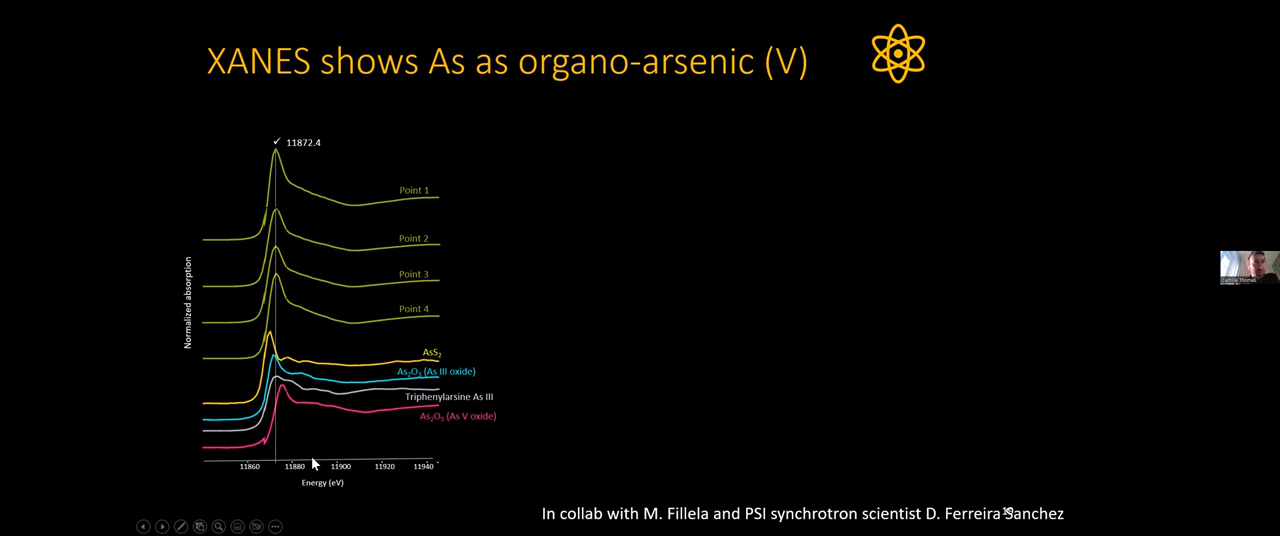 XANES shows As as organo-arsenic (V)
✓ 11872.4
Point 1
Point 2
Point 3
Point 4
Normalized absorption
AsS₂
As₂O₃ (As III oxide)
Triphenylarsine As III
As₂O₅ (As V oxide)
11860 11880 11900 11920 11940
Energy (eV)
In collab with M. Fillela and PSI synchrotron scientist D. Ferreira Sanchez
Camille Thomas